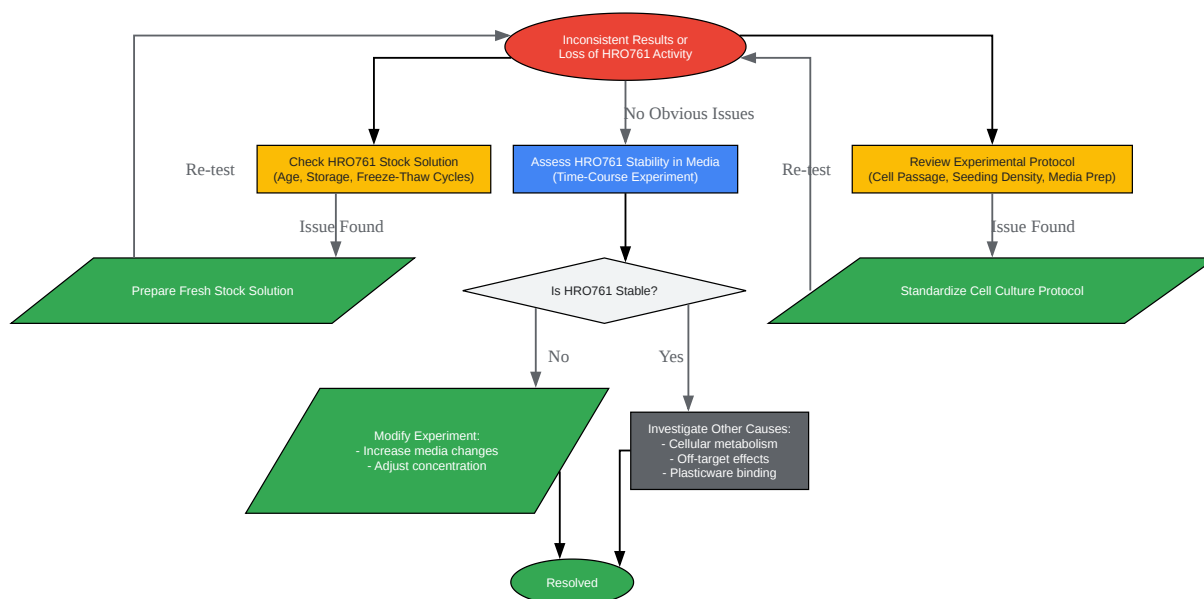 Inconsistent Results or
Loss of HRO761 Activity
No Obvious Issues
Re-test
Check HRO761 Stock Solution
(Age, Storage, Freeze-Thaw Cycles)
Assess HRO761 Stability in Media
(Time-Course Experiment)
Re-test
Review Experimental Protocol
(Cell Passage, Seeding Density, Media Prep)
Issue Found
Issue Found
Prepare Fresh Stock Solution
Is HRO761 Stable?
Standardize Cell Culture Protocol
No
Yes
Modify Experiment:
- Increase media changes
- Adjust concentration
Investigate Other Causes:
- Cellular metabolism
- Off-target effects
- Plasticware binding
Resolved